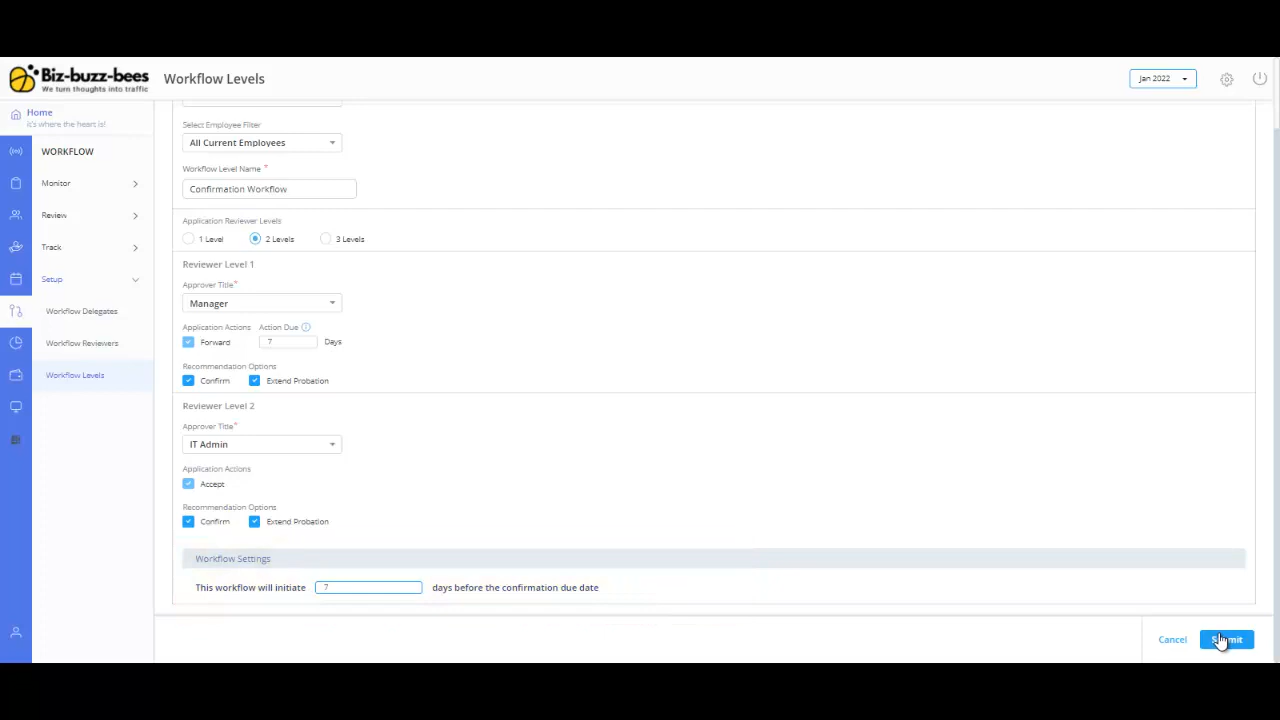 Biz-buzz-bees
We turn thoughts into traffic
Workflow Levels
Jan 2022
Home
It's where the heart is!
WORKFLOW
Monitor
Review
Track
Setup
Workflow Delegates
Workflow Reviewers
Workflow Levels
Select Employee Filter
All Current Employees
Workflow Level Name *
Confirmation Workflow
Application Reviewer Levels
1 Level 2 Levels 3 Levels
Reviewer Level 1
Approver Title*
Manager
Application Actions Action Due
Forward 7 Days
Recommendation Options
Confirm Extend Probation
Reviewer Level 2
Approver Title*
IT Admin
Application Actions
Accept
Recommendation Options
Confirm Extend Probation
Workflow Settings
This workflow will initiate 7 days before the confirmation due date
Cancel Submit